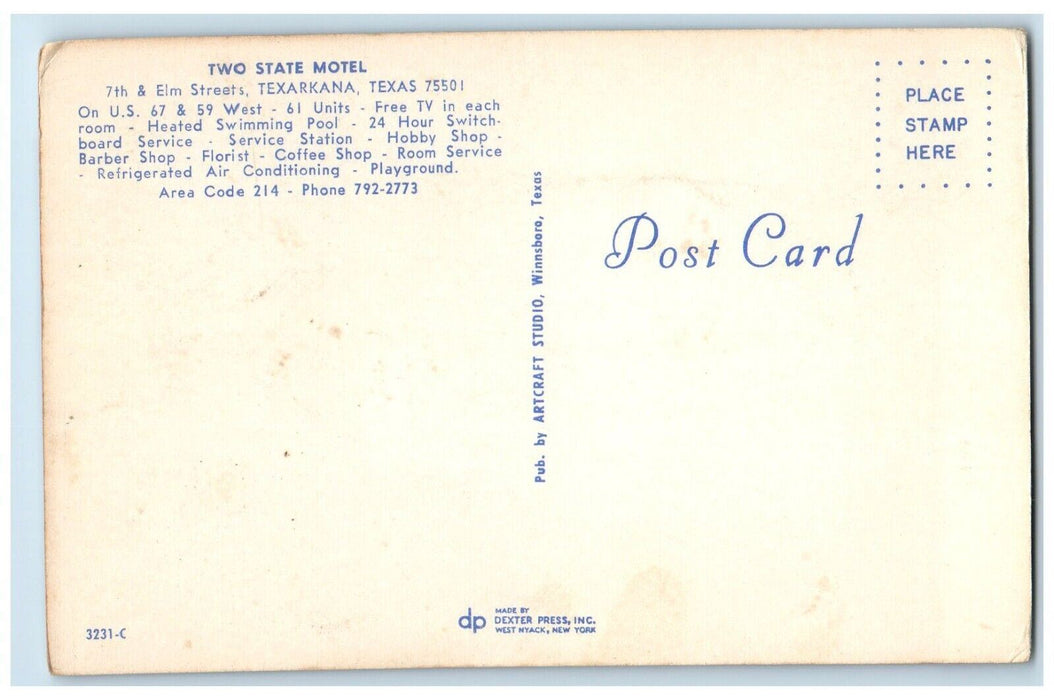 TWO STATE MOTEL
7th & Elm Streets, TEXARKANA, TEXAS 75501
On U.S. 67 & 59 West - 61 Units - Free TV in each
room - Heated Swimming Pool - 24 Hour Switch-
board Service - Service Station - Hobby Shop -
Barber Shop - Florist - Coffee Shop - Room Service
- Refrigerated Air Conditioning - Playground.
Area Code 214 - Phone 792-2773
3231-C
Pub. by ARTCRAFT STUDIO, Winnsboro, Texas
dp
MADE BY
DEXTER PRESS, INC.
WEST NYACK, NEW YORK
PLACE
STAMP
HERE
Post Card